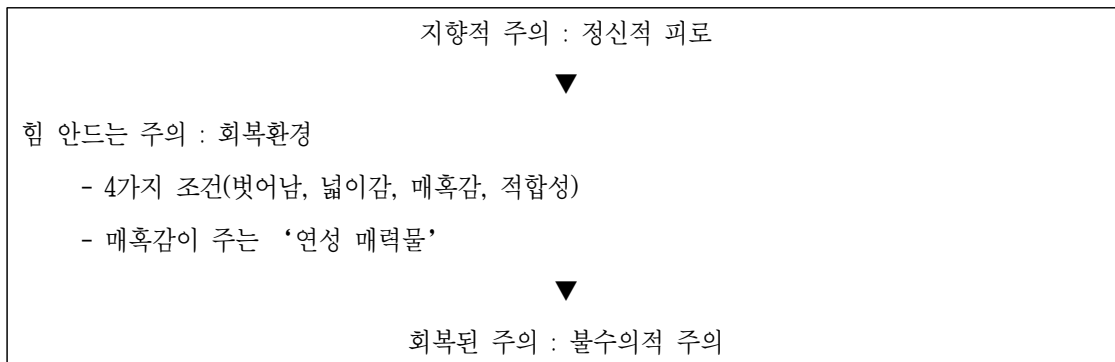 지향적 주의 : 정신적 피로
▼
힘 안드는 주의 : 회복환경
- 4가지 조건(벗어남, 넓이감, 매혹감, 적합성)
- 매혹감이 주는 ‘연성 매력물’
▼
회복된 주의 : 불수의적 주의